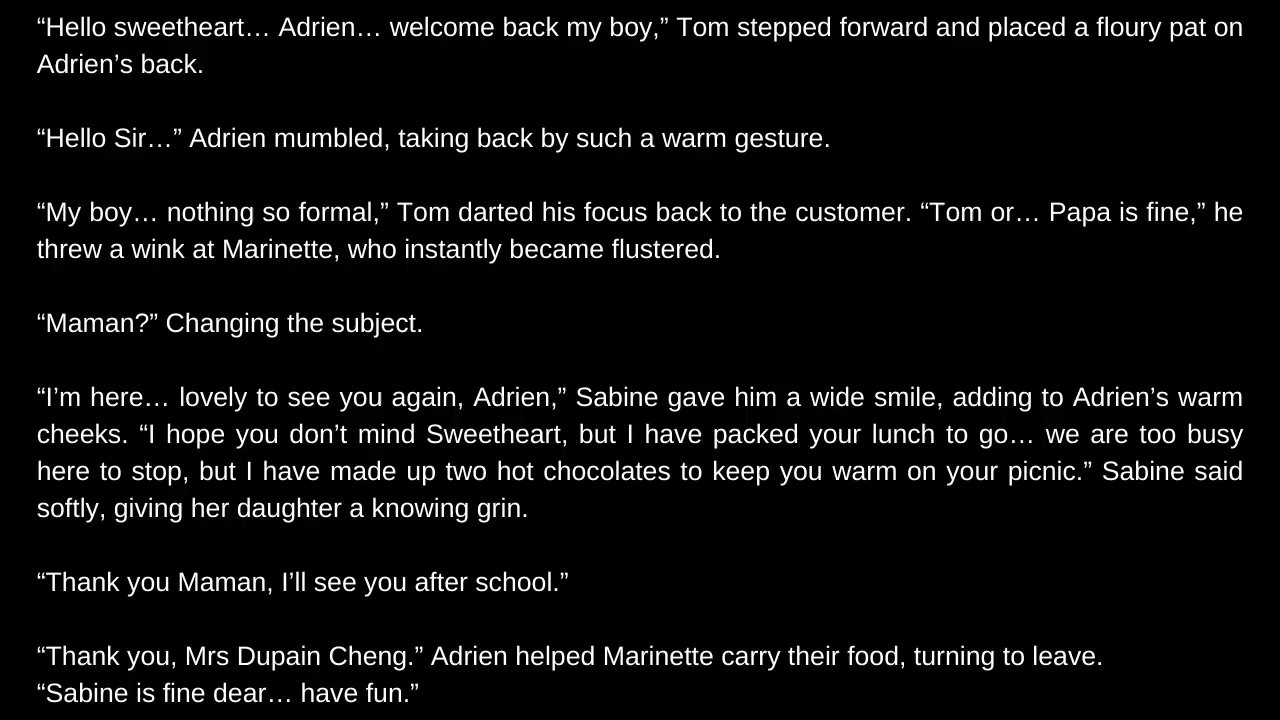 “Hello sweetheart… Adrien… welcome back my boy,” Tom stepped forward and placed a floury pat on
Adrien’s back.
“Hello Sir…” Adrien mumbled, taking back by such a warm gesture.
“My boy… nothing so formal,” Tom darted his focus back to the customer. “Tom or… Papa is fine,” he
threw a wink at Marinette, who instantly became flustered.
“Maman?” Changing the subject.
“I’m here… lovely to see you again, Adrien,” Sabine gave him a wide smile, adding to Adrien’s warm
cheeks. “I hope you don’t mind Sweetheart, but I have packed your lunch to go… we are too busy
here to stop, but I have made up two hot chocolates to keep you warm on your picnic.” Sabine said
softly, giving her daughter a knowing grin.
“Thank you Maman, I’ll see you after school.”
“Thank you, Mrs Dupain Cheng.” Adrien helped Marinette carry their food, turning to leave.
“Sabine is fine dear… have fun.”